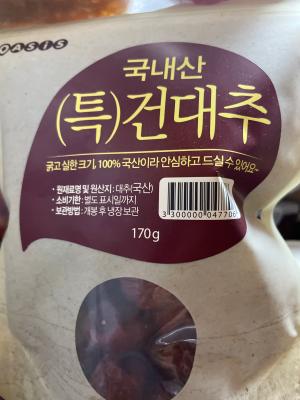 OASIS
국내산
(특)건대추
굵고 실한 크기, 100% 국산이라 안심하고 드실 수 있어요~
• 원재료명 및 원산지 : 대추(국산)
• 소비기한 : 별도 표시일까지
• 보관방법 : 개봉 후 냉장 보관
3 300000 047706
170g